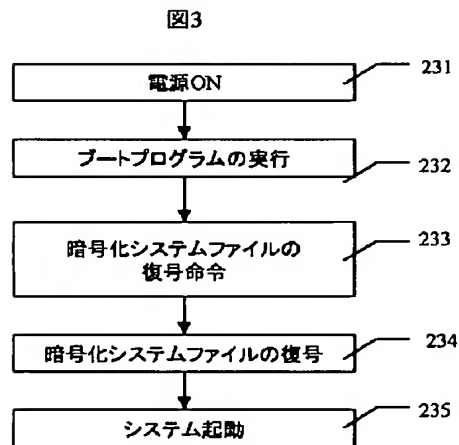 図3
電源ON
231
ブートプログラムの実行
232
暗号化システムファイルの
復号命令
233
暗号化システムファイルの復号
234
システム起動
235